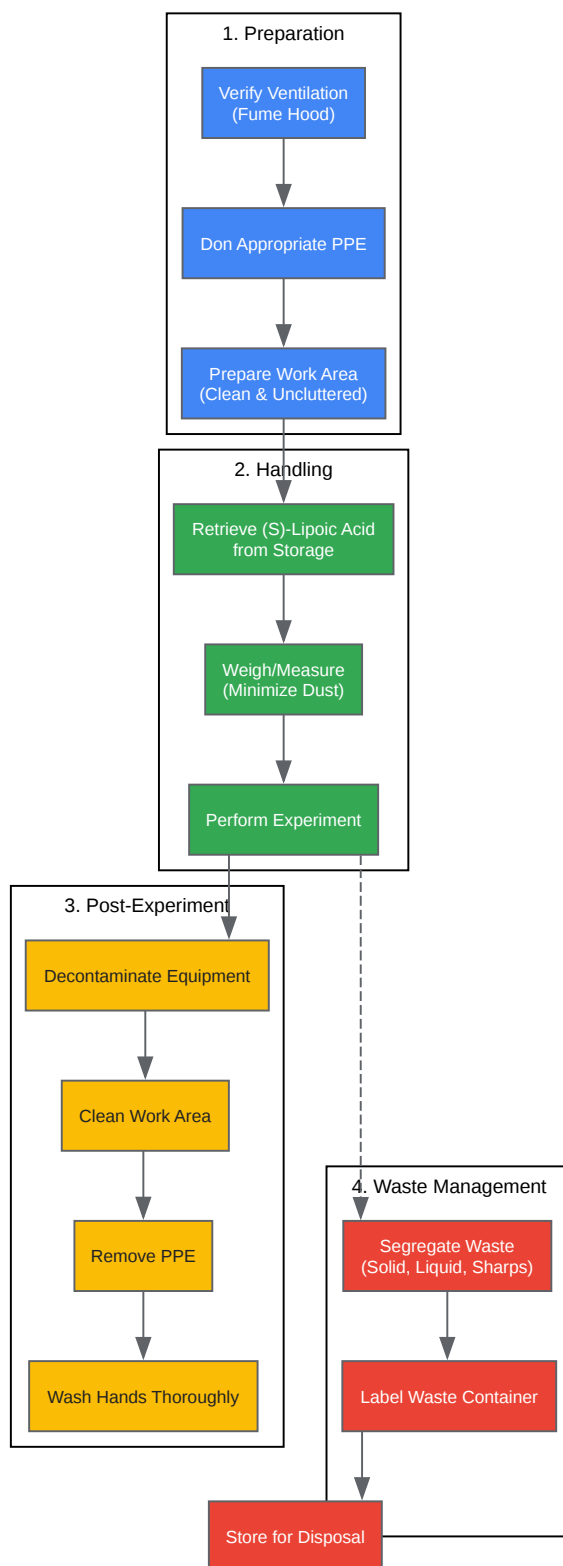 1. Preparation
Verify Ventilation
(Fume Hood)
Don Appropriate PPE
Prepare Work Area
(Clean & Uncluttered)
2. Handling
Retrieve (S)-Lipoic Acid
from Storage
Weigh/Measure
(Minimize Dust)
Perform Experiment
3. Post-Experiment
Decontaminate Equipment
Clean Work Area
Remove PPE
Wash Hands Thoroughly
4. Waste Management
Segregate Waste
(Solid, Liquid, Sharps)
Label Waste Container
Store for Disposal